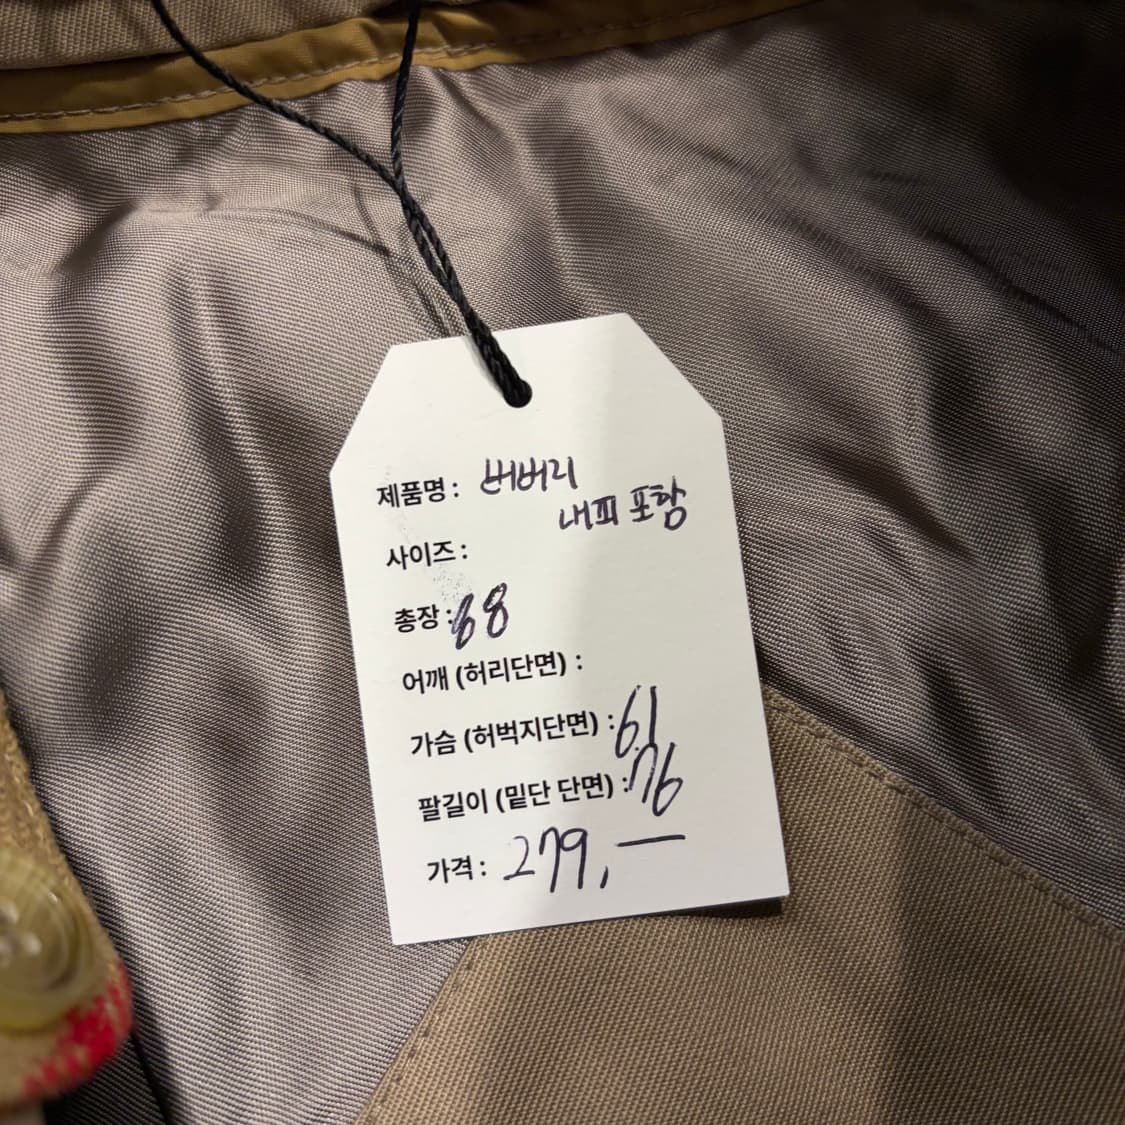 제품명 : 버버리
내피 포함
사이즈 :
총장 : 68
어깨 (허리단면) :
가슴 (허벅지단면) : 61
팔길이 (밑단 단면) : 76
가격 : 279,—